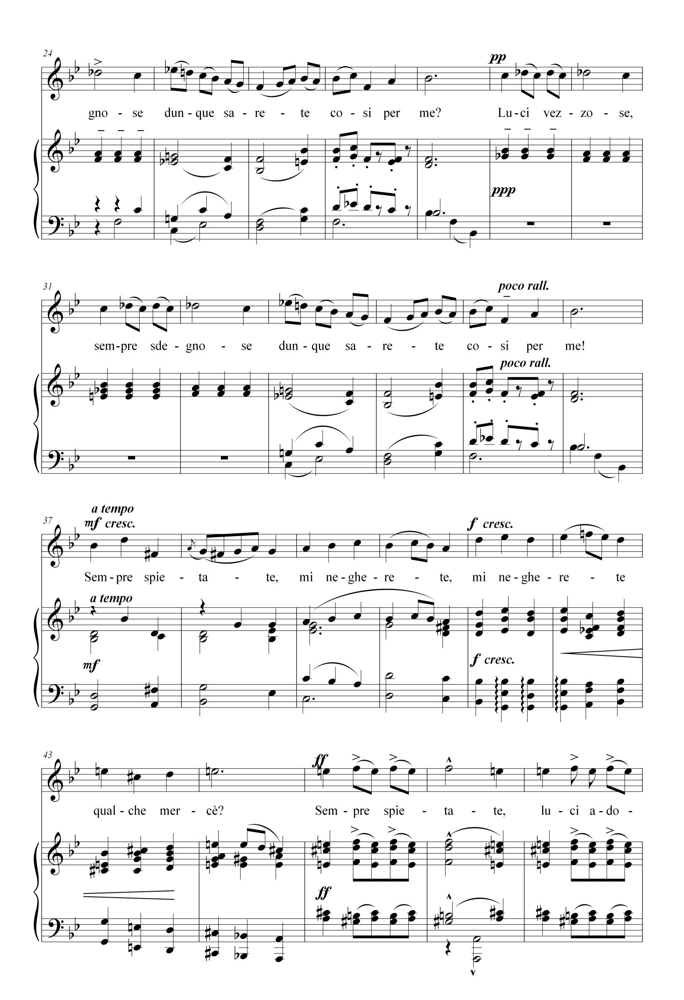 24
pp
gno - se dun - que sa - re - te co - si per me? Lu - ci vez - zo - se,
ppp
31
poco rall.
sem - pre sde - gno - se dun - que sa - re - te co - si per me!
poco rall.
a tempo
37
mf cresc. f cresc.
Sem - pre spie - ta - te, mi ne - ghe - re - te, mi ne - ghe - re - te
a tempo
mf f cresc.
43
ff
qual - che mer - cè? Sem - pre spie - ta - te, lu - ci a - do -
ff